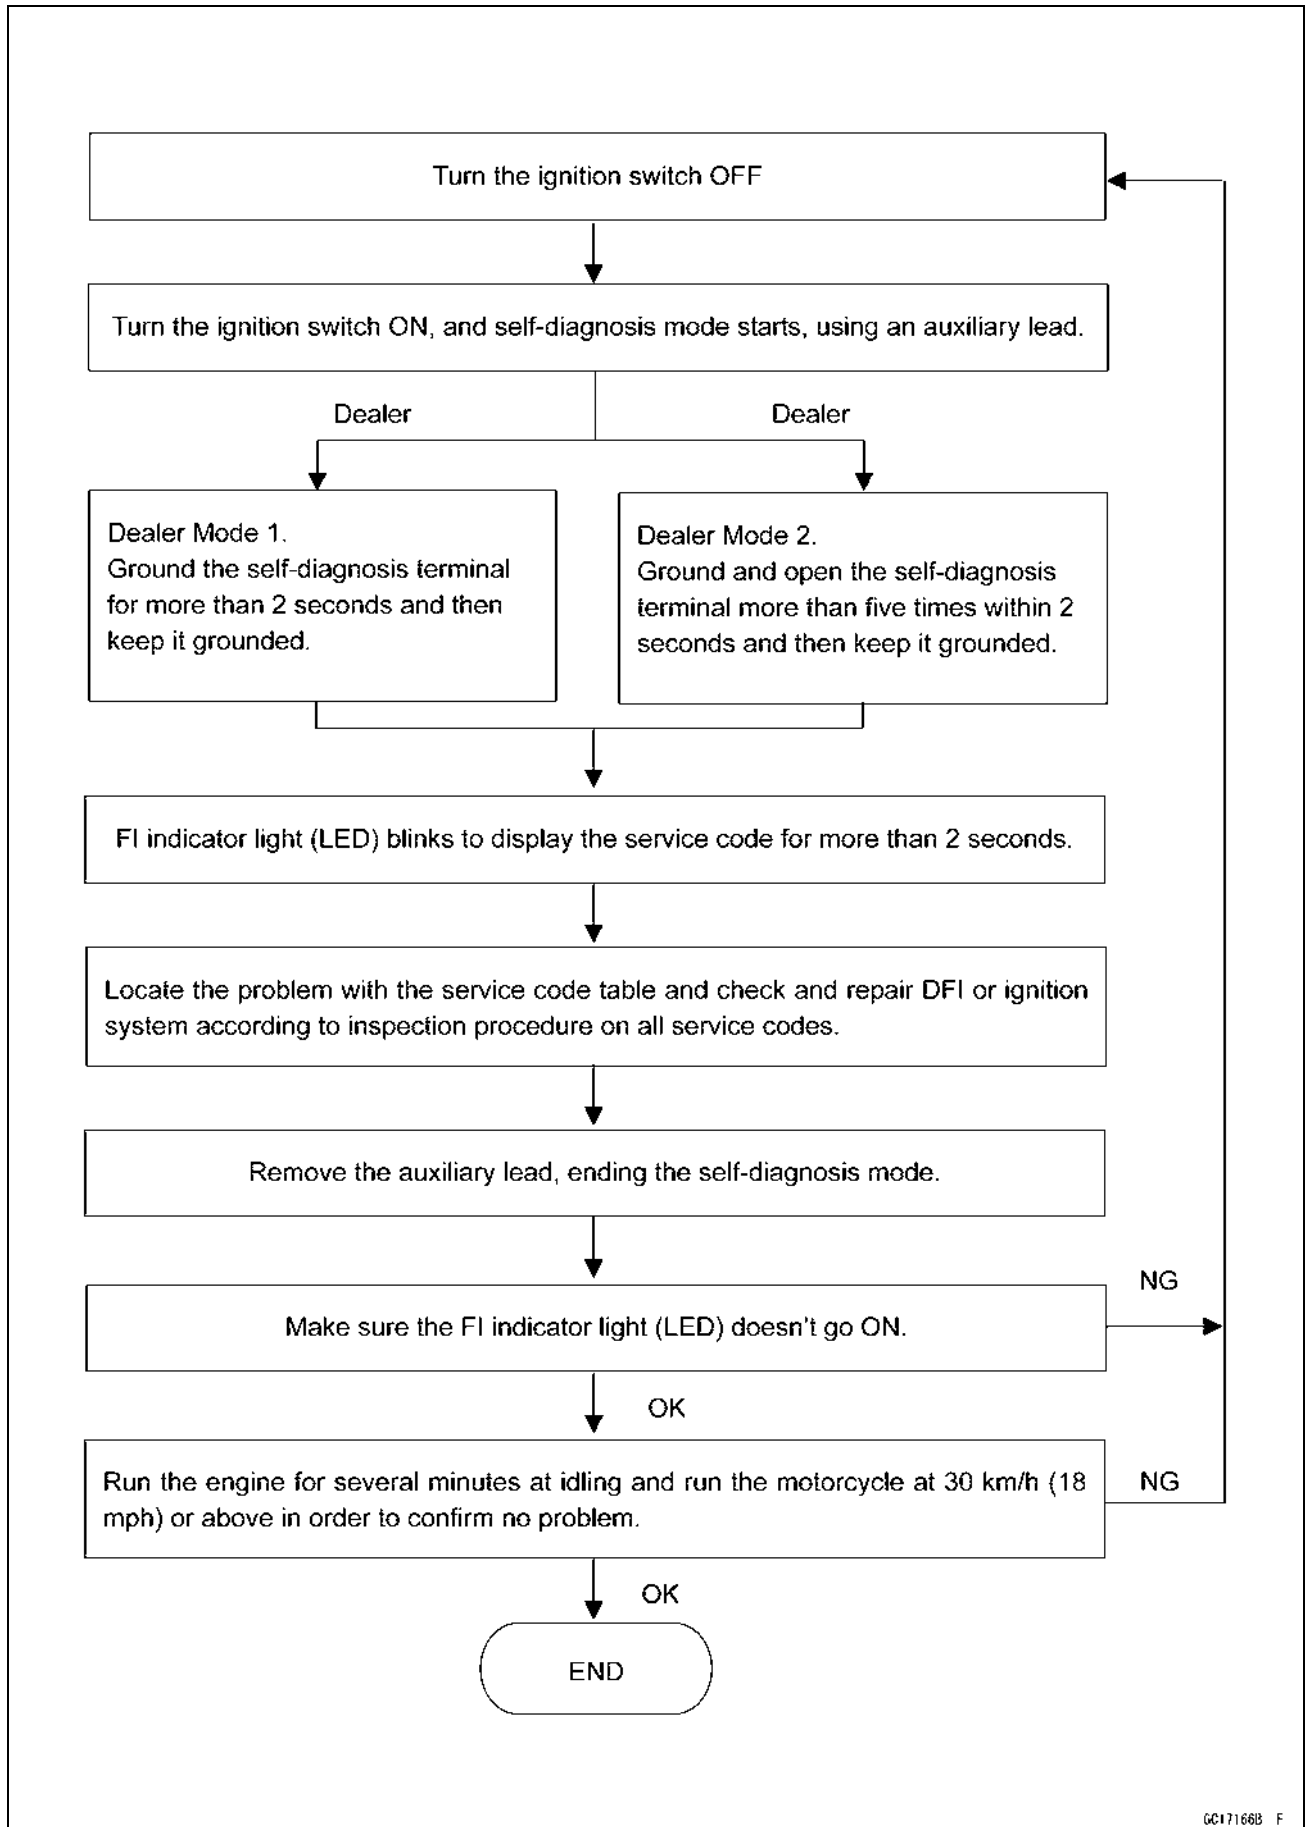 Turn the ignition switch OFF
Turn the ignition switch ON, and self-diagnosis mode starts, using an auxiliary lead.
Dealer
Dealer
Dealer Mode 1.
Ground the self-diagnosis terminal
for more than 2 seconds and then
keep it grounded.
Dealer Mode 2.
Ground and open the self-diagnosis
terminal more than five times within 2
seconds and then keep it grounded.
FI indicator light (LED) blinks to display the service code for more than 2 seconds.
Locate the problem with the service code table and check and repair DFI or ignition
system according to inspection procedure on all service codes.
Remove the auxiliary lead, ending the self-diagnosis mode.
NG
Make sure the FI indicator light (LED) doesn't go ON.
OK
Run the engine for several minutes at idling and run the motorcycle at 30 km/h (18
mph) or above in order to confirm no problem.
NG
OK
END
GC17166B F